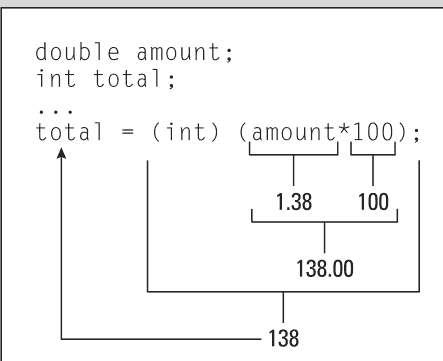 double amount;
int total;
...
total = (int) (amount*100);
1.38 100
138.00
138